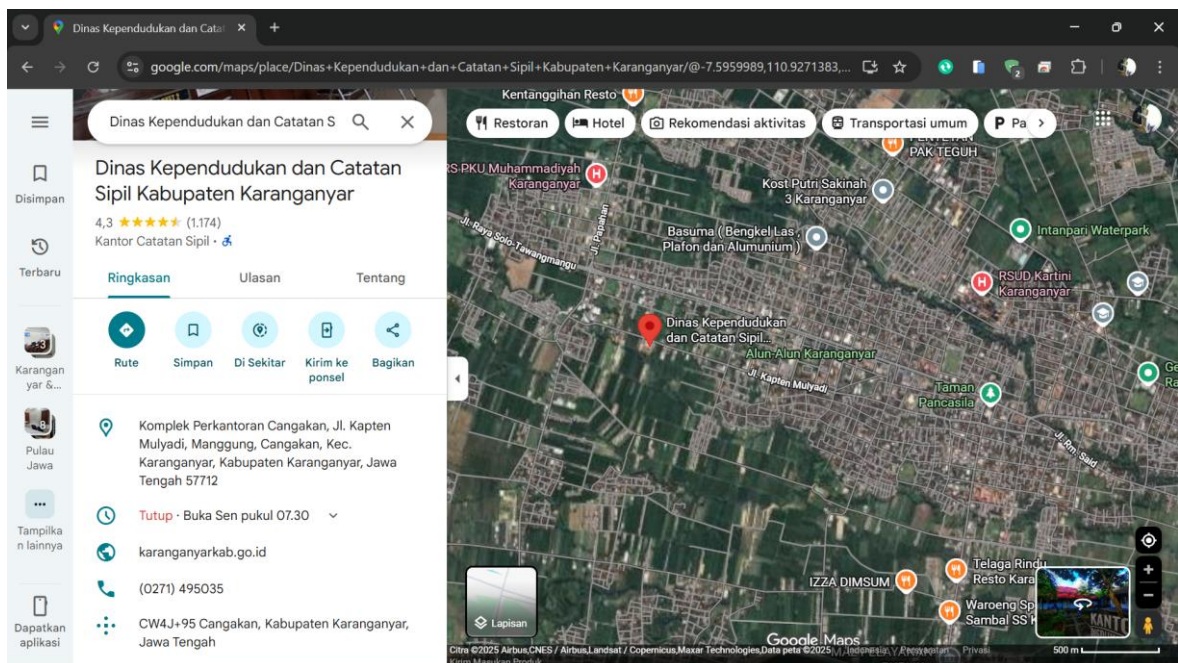 Dinas Kependudukan dan Catat
google.com/maps/place/Dinas+Kependudukan+dan+Catatan+Sipil+Kabupaten+Karanganyar/@-7.5959989,110.9271383,...
Dinas Kependudukan dan Catatan S
Disimpan
Terbaru
Karangan
yar &...
Pulau
Jawa
Tampilka
n lainnya
Dapatkan
aplikasi
Dinas Kependudukan dan Catatan
Sipil Kabupaten Karanganyar
4,3 (1.174)
Kantor Catatan Sipil ·
Ringkasan Ulasan Tentang
Rute Simpan Di Sekitar Kirim ke
ponsel Bagikan
Komplek Perkantoran Cangakan, Jl. Kapten
Mulyadi, Manggung, Cangakan, Kec.
Karanganyar, Kabupaten Karanganyar, Jawa
Tengah 57712
Tutup · Buka Sen pukul 07.30
karanganyarkab.go.id
(0271) 495035
CW4J+95 Cangakan, Kabupaten Karanganyar,
Jawa Tengah
Kentanggihan Resto
Restoran Hotel Rekomendasi aktivitas Transportasi umum P Pa
PAK TEGUH
RS PKU Muhammadiyah
Karanganyar
Kost Putri Sakinah
3 Karanganyar
Jl. Papahan
Jl. Raya Solo-Tawangmangu
Basuma ( Bengkel Las ,
Plafon dan Alumunium )
Intanpari Waterpark
RSUD Kartini
Karanganyar
Dinas Kependudukan
dan Catatan Sipil...
Alun-Alun Karanganyar
Jl. Kapten Mulyadi
Taman
Pancasila
Ge
Ra
Jl. Rm. Said
IZZA DIMSUM
Telaga Rindu
Resto Kara
Waroeng Sp
Sambal SS K
KANT
Lapisan
Google Maps
Citra ©2025 Airbus,CNES / Airbus,Landsat / Copernicus,Maxar Technologies,Data peta ©2025 Indonesia Persyaratan Privasi 500 m
Kirim Masukan Produk